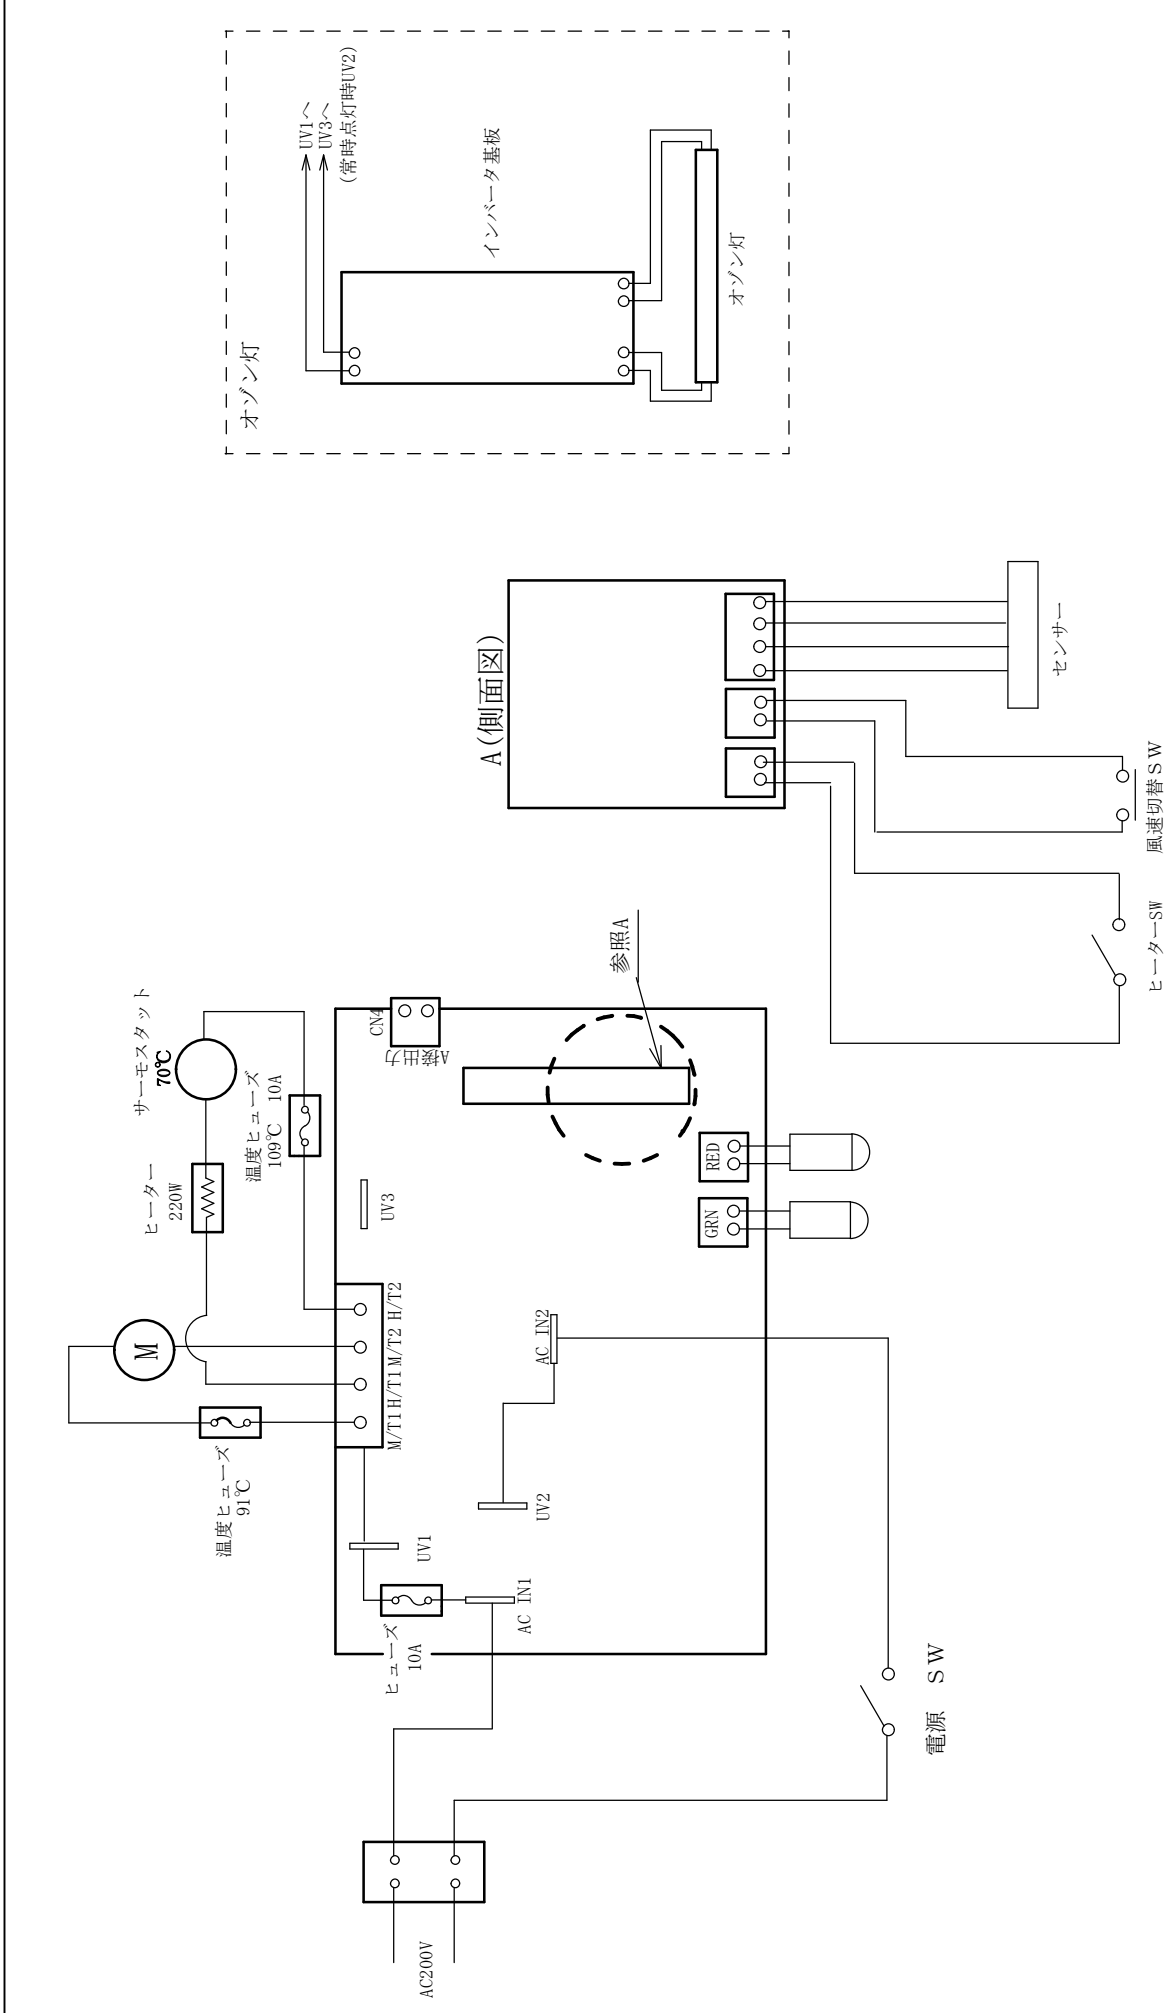 AC200V
電源 SW
ヒューズ
10A
AC IN1
UV1
UV2
AC IN2
UV3
M/T1 H/T1 M/T2 H/T2
温度ヒューズ
91℃
M
ヒーター
220W
サーモスタット
70℃
温度ヒューズ
109℃ 10A
CN4
A接出力
GRN
RED
参照A
A(側面図)
ヒーターSW
風速切替SW
センサー
オゾン灯
UV1へ
UV3へ
(常時点灯時UV2)
インバータ基板
オゾン灯